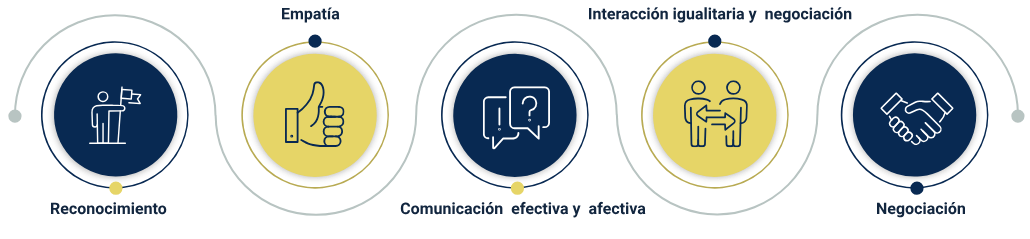 Reconocimiento
Empatía
Comunicación efectiva y afectiva
Interacción igualitaria y negociación
Negociación